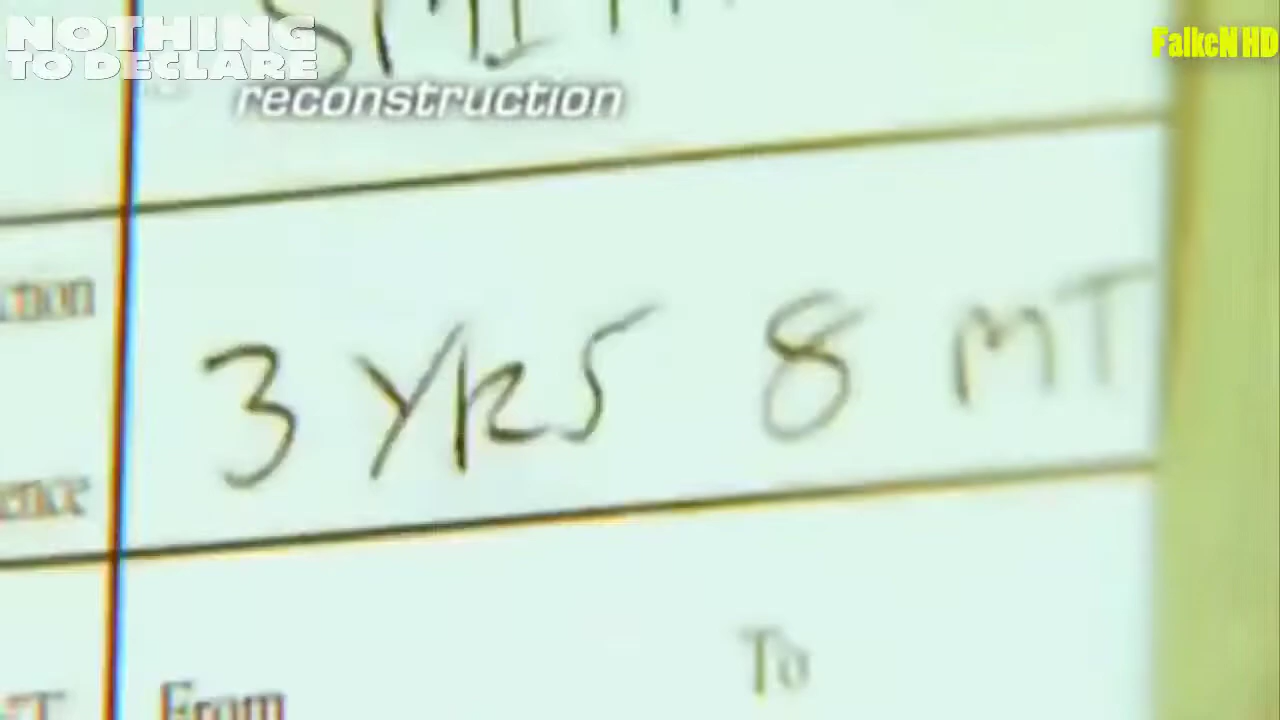 NOTHING
TO DECLARE
FalkeN HD
reconstruction
3 YRS 8 MT
To
From